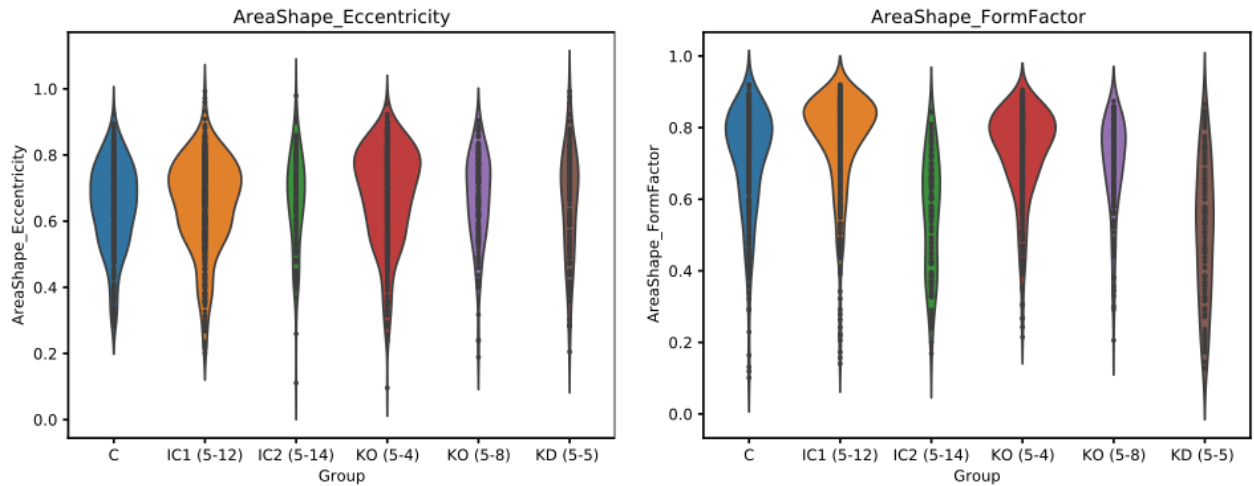 AreaShape_Eccentricity
AreaShape_Eccentricity
1.0
0.8
0.6
0.4
0.2
0.0
C IC1 (5-12) IC2 (5-14) KO (5-4) KO (5-8) KD (5-5)
Group
AreaShape_FormFactor
AreaShape_FormFactor
1.0
0.8
0.6
0.4
0.2
0.0
C IC1 (5-12) IC2 (5-14) KO (5-4) KO (5-8) KD (5-5)
Group